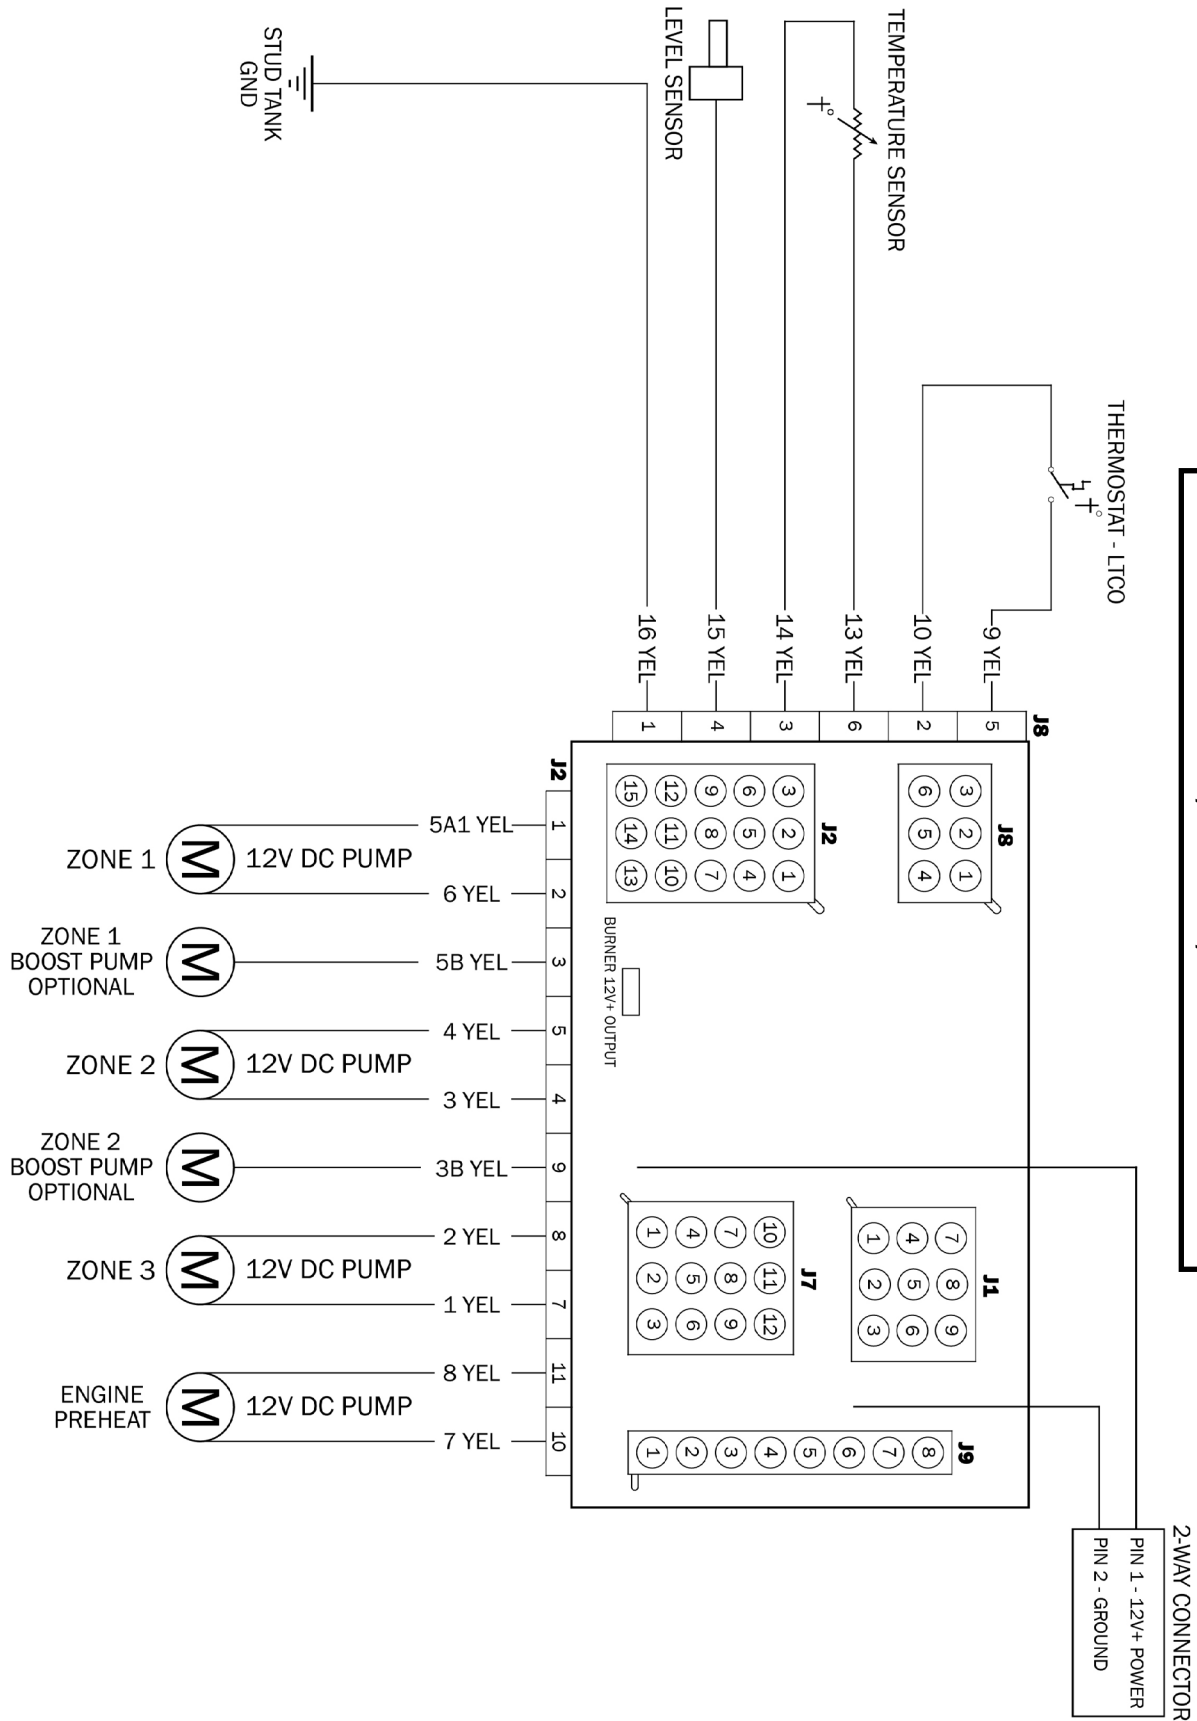 TEMPERATURE SENSOR
LEVEL SENSOR
STUD TANK
GND
THERMOSTAT - LTCO
16 YEL
15 YEL
14 YEL
13 YEL
10 YEL
9 YEL
J8
1
4
3
6
2
5
J8
3 2 1
6 5 4
J2
3 2 1
6 5 4
9 8 7
12 11 10
15 14 13
BURNER 12V+ OUTPUT
J2
1
2
3
5
4
9
8
7
11
10
5A1 YEL
6 YEL
5B YEL
4 YEL
3 YEL
3B YEL
2 YEL
1 YEL
8 YEL
7 YEL
ZONE 1
M
12V DC PUMP
ZONE 1
BOOST PUMP
OPTIONAL
M
ZONE 2
M
12V DC PUMP
ZONE 2
BOOST PUMP
OPTIONAL
M
ZONE 3
M
12V DC PUMP
ENGINE
PREHEAT
M
12V DC PUMP
J7
10 11 12
7 8 9
4 5 6
1 2 3
J1
7 8 9
4 5 6
1 2 3
J9
1
2
3
4
5
6
7
8
2-WAY CONNECTOR
PIN 1 - 12V+ POWER
PIN 2 - GROUND